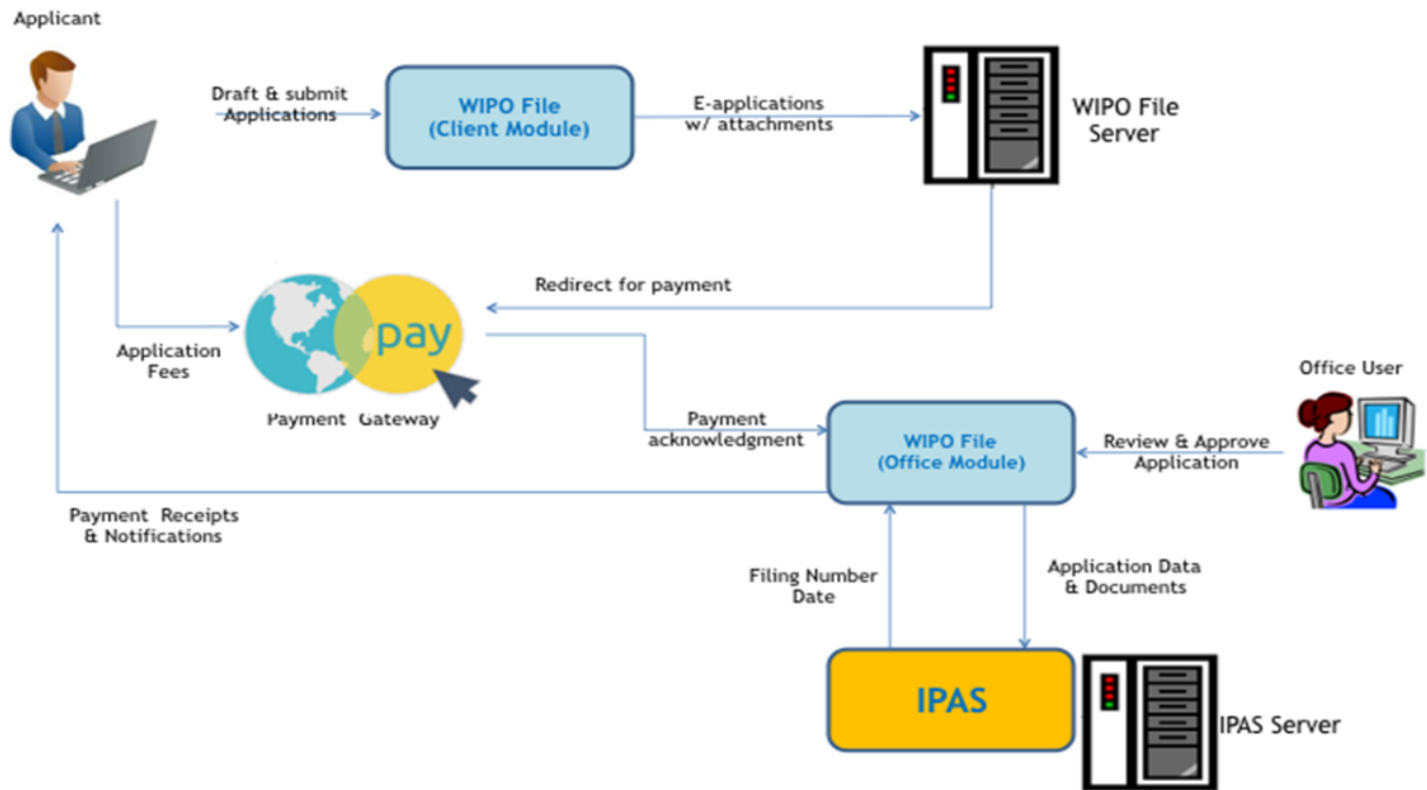 Applicant
Draft & submit
Applications
WIPO File
(Client Module)
E-applications
w/ attachments
WIPO File
Server
Redirect for payment
pay
Application
Fees
Payment Gateway
Payment
acknowledgment
WIPO File
(Office Module)
Office User
Review & Approve
Application
Payment Receipts
& Notifications
Filing Number
Date
Application Data
& Documents
IPAS
IPAS Server